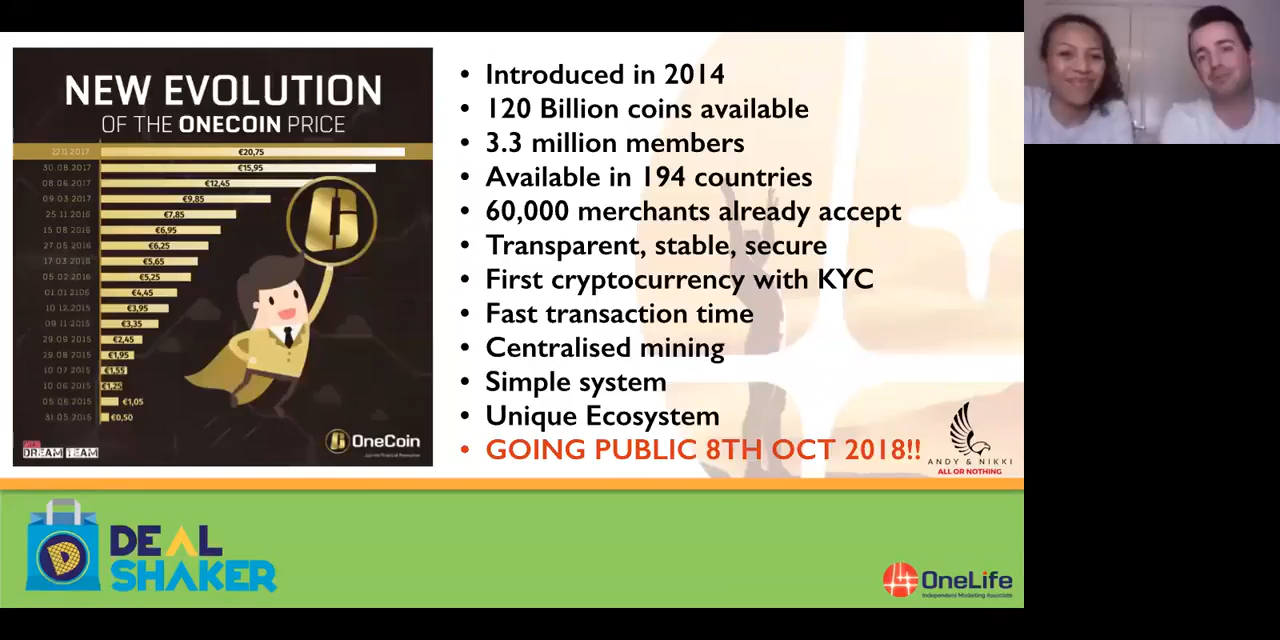 NEW EVOLUTION
OF THE ONECOIN PRICE
22.11.2017 €20,75
30.08.2017 €15,95
08.06.2017 €12,45
09.03.2017 €9,85
25.11.2016 €7,85
15.08.2016 €6,95
27.05.2016 €6,25
17.03.2016 €5,65
05.02.2016 €5,25
01.01.2106 €4,45
10.12.2015 €3,95
09.11.2015 €3,35
29.09.2015 €2,45
29.08.2015 €1,95
10.07.2015 €1,55
10.06.2015 €1,25
05.06.2015 €1,05
31.05.2015 €0,50
DREAM TEAM
OneCoin
• Introduced in 2014
• 120 Billion coins available
• 3.3 million members
• Available in 194 countries
• 60,000 merchants already accept
• Transparent, stable, secure
• First cryptocurrency with KYC
• Fast transaction time
• Centralised mining
• Simple system
• Unique Ecosystem
• GOING PUBLIC 8TH OCT 2018!!
ANDY & NIKKI
ALL OR NOTHING
DEAL
SHAKER
OneLife
Independent Marketing Associate